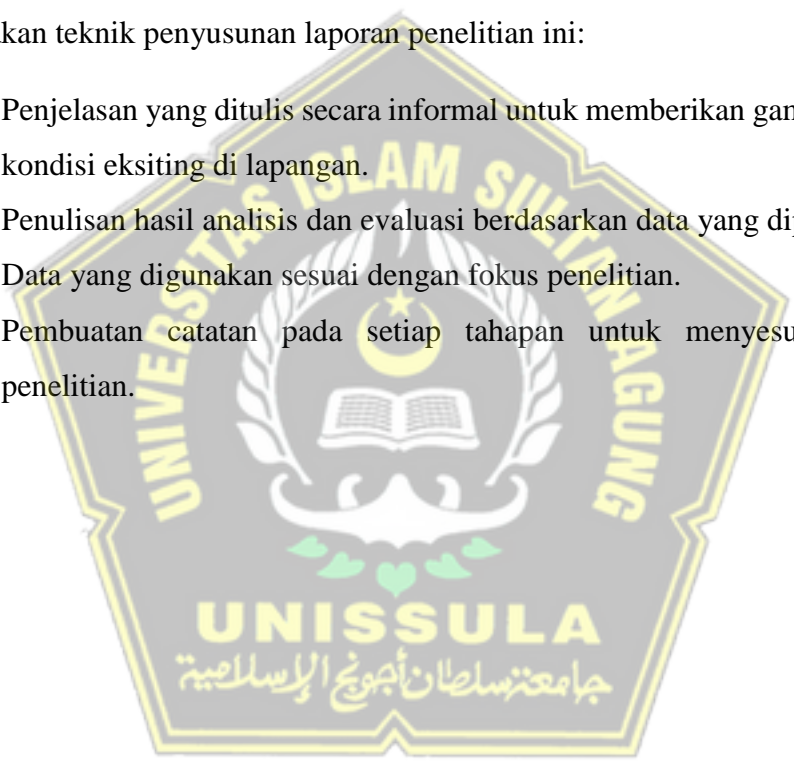 kan teknik penyusunan laporan penelitian ini:
Penjelasan yang ditulis secara informal untuk memberikan gam
kondisi eksiting di lapangan.
Penulisan hasil analisis dan evaluasi berdasarkan data yang dip
Data yang digunakan sesuai dengan fokus penelitian.
Pembuatan catatan pada setiap tahapan untuk menyesu
penelitian.
UNIVERSITAS ISLAM SULTAN AGUNG
UNISSULA
جامعة سلطان أجونج الإسلامية